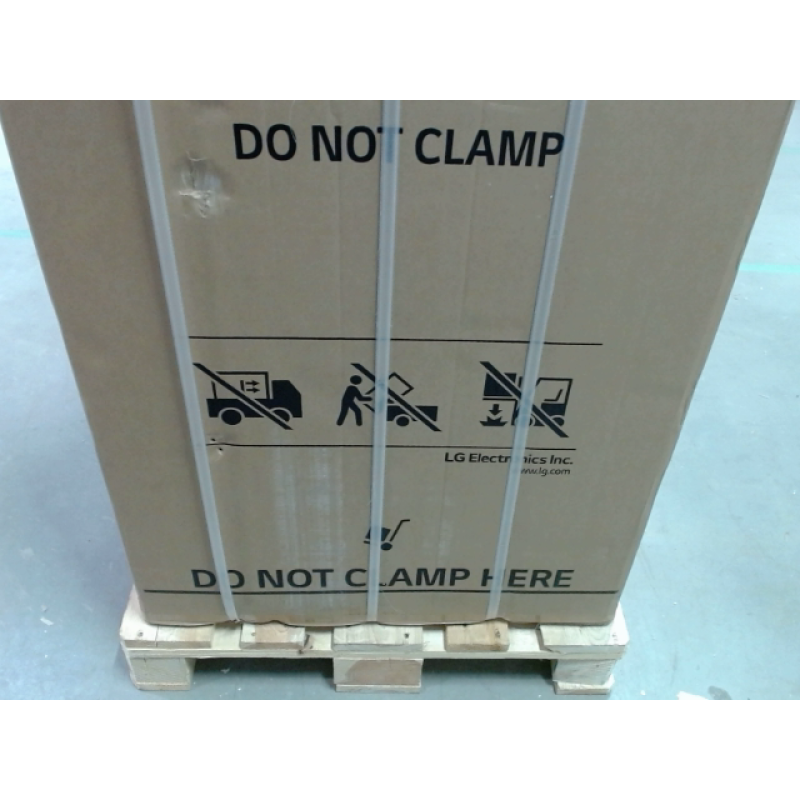 DO NOT CLAMP
LG Electronics Inc.
www.lg.com
DO NOT CLAMP HERE